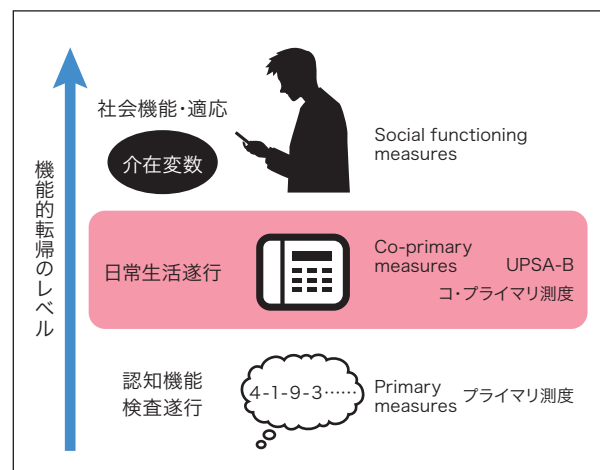 機能的転帰のレベル
社会機能・適応
介在変数
Social functioning
measures
日常生活遂行
Co-primary
measures
UPSA-B
コ・プライマリ測度
認知機能
検査遂行
4-1-9-3……
Primary
measures
プライマリ測度